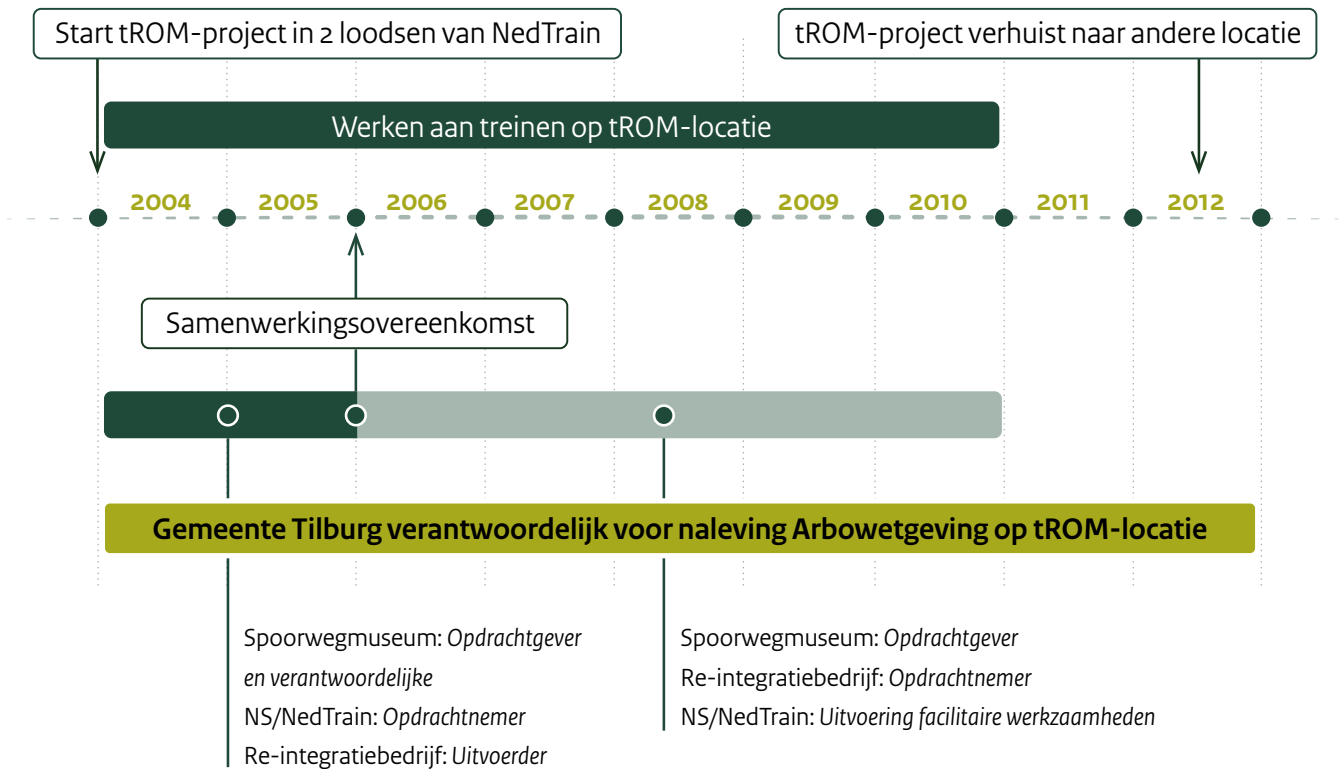 Start tROM-project in 2 loodsen van NedTrain
tROM-project verhuist naar andere locatie
Werken aan treinen op tROM-locatie
2004 2005 2006 2007 2008 2009 2010 2011 2012
Samenwerkingsovereenkomst
Gemeente Tilburg verantwoordelijk voor naleving Arbowetgeving op tROM-locatie
Spoorwegmuseum: Opdrachtgever
en verantwoordelijke
NS/NedTrain: Opdrachtnemer
Re-integratiebedrijf: Uitvoerder
Spoorwegmuseum: Opdrachtgever
Re-integratiebedrijf: Opdrachtnemer
NS/NedTrain: Uitvoering facilitaire werkzaamheden